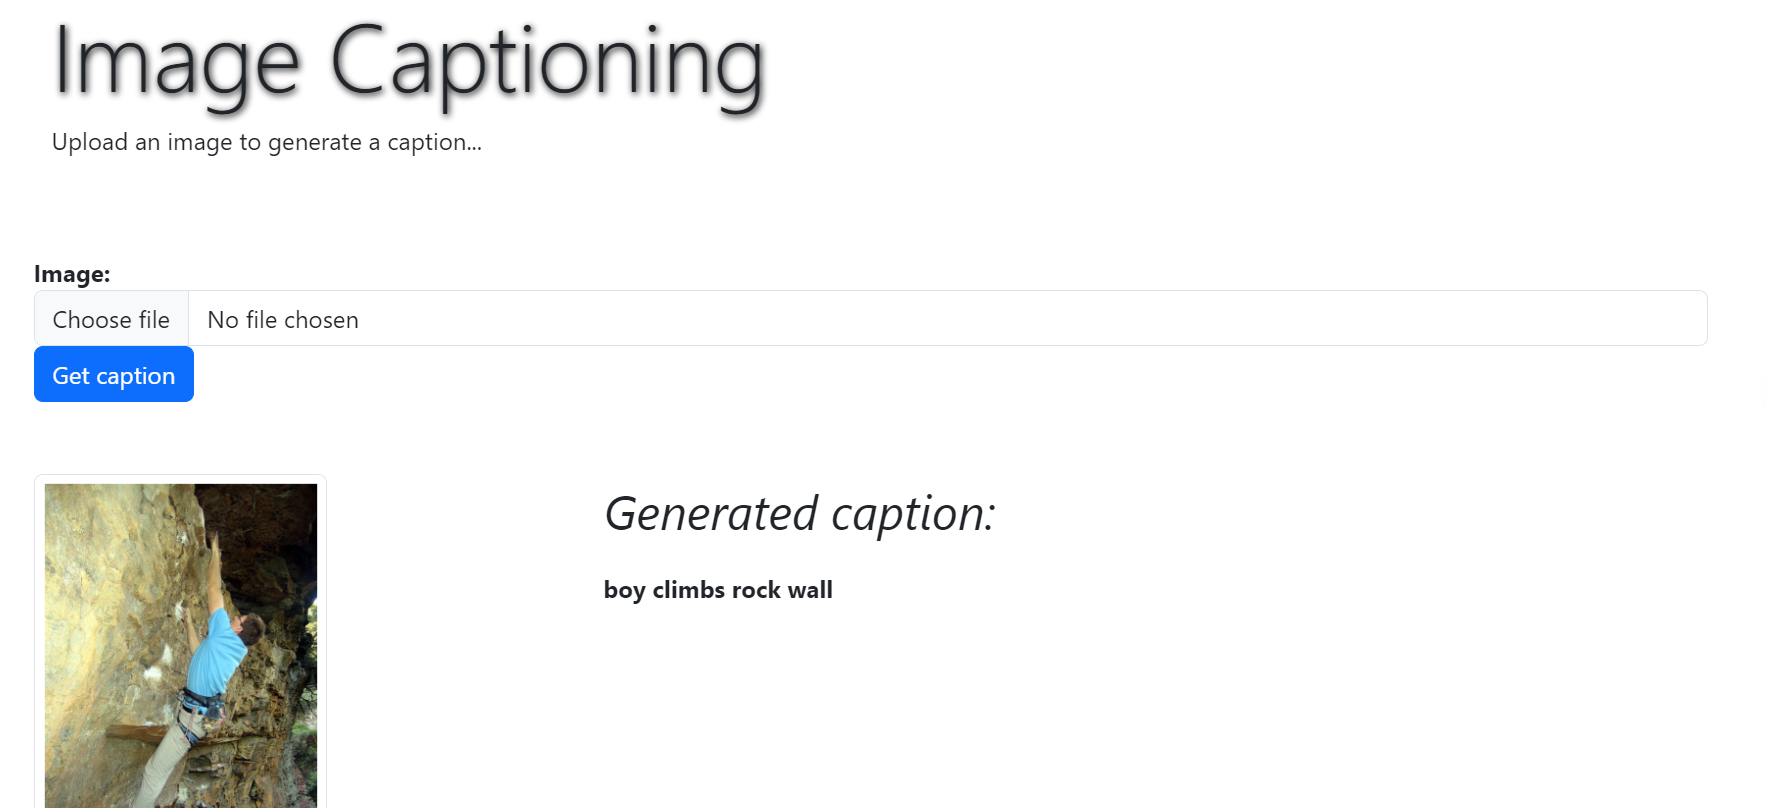 Image Captioning
Upload an image to generate a caption...
Image:
Choose file No file chosen
Get caption
Generated caption:
boy climbs rock wall